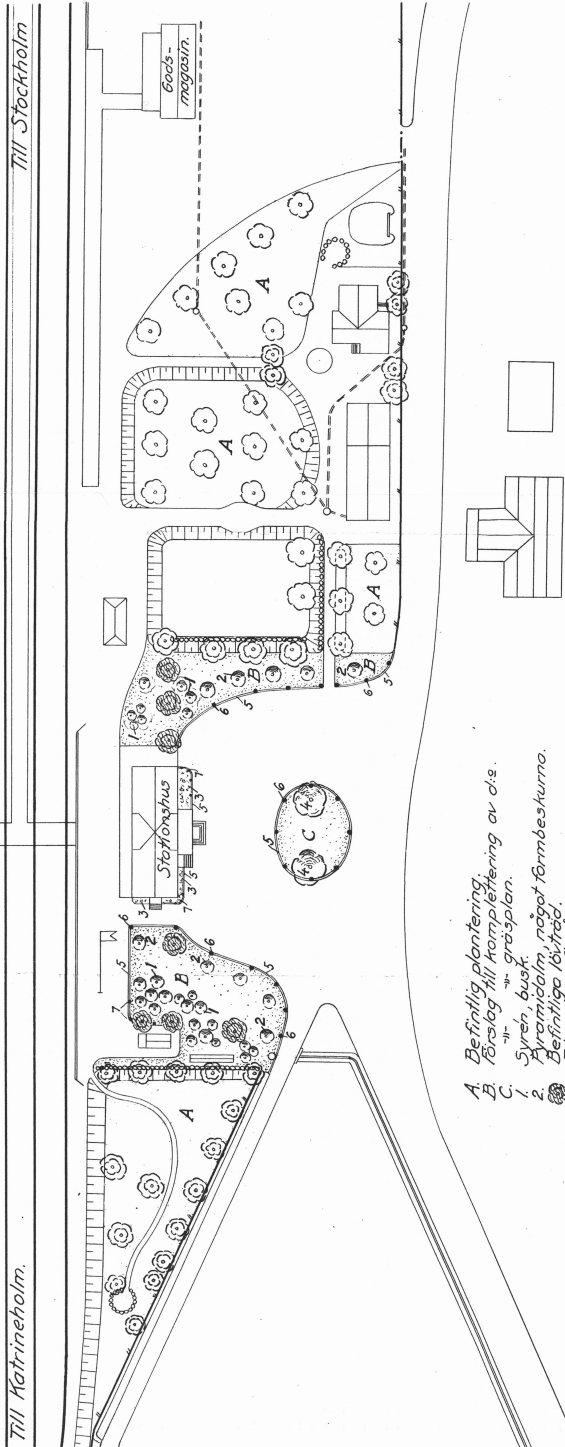 Till Katrineholm.
Till Stockholm
Gods-
magasin.
Stationshus
A
A
A
A
B
B
B
C
A. Befintlig plantering.
B. Förslag till komplettering av d:o.
C. -"- -"- gräsplan.
1. Syrén, busk.
2. Pyramidalm, något formbeskurna.
Befintliga lövträd.